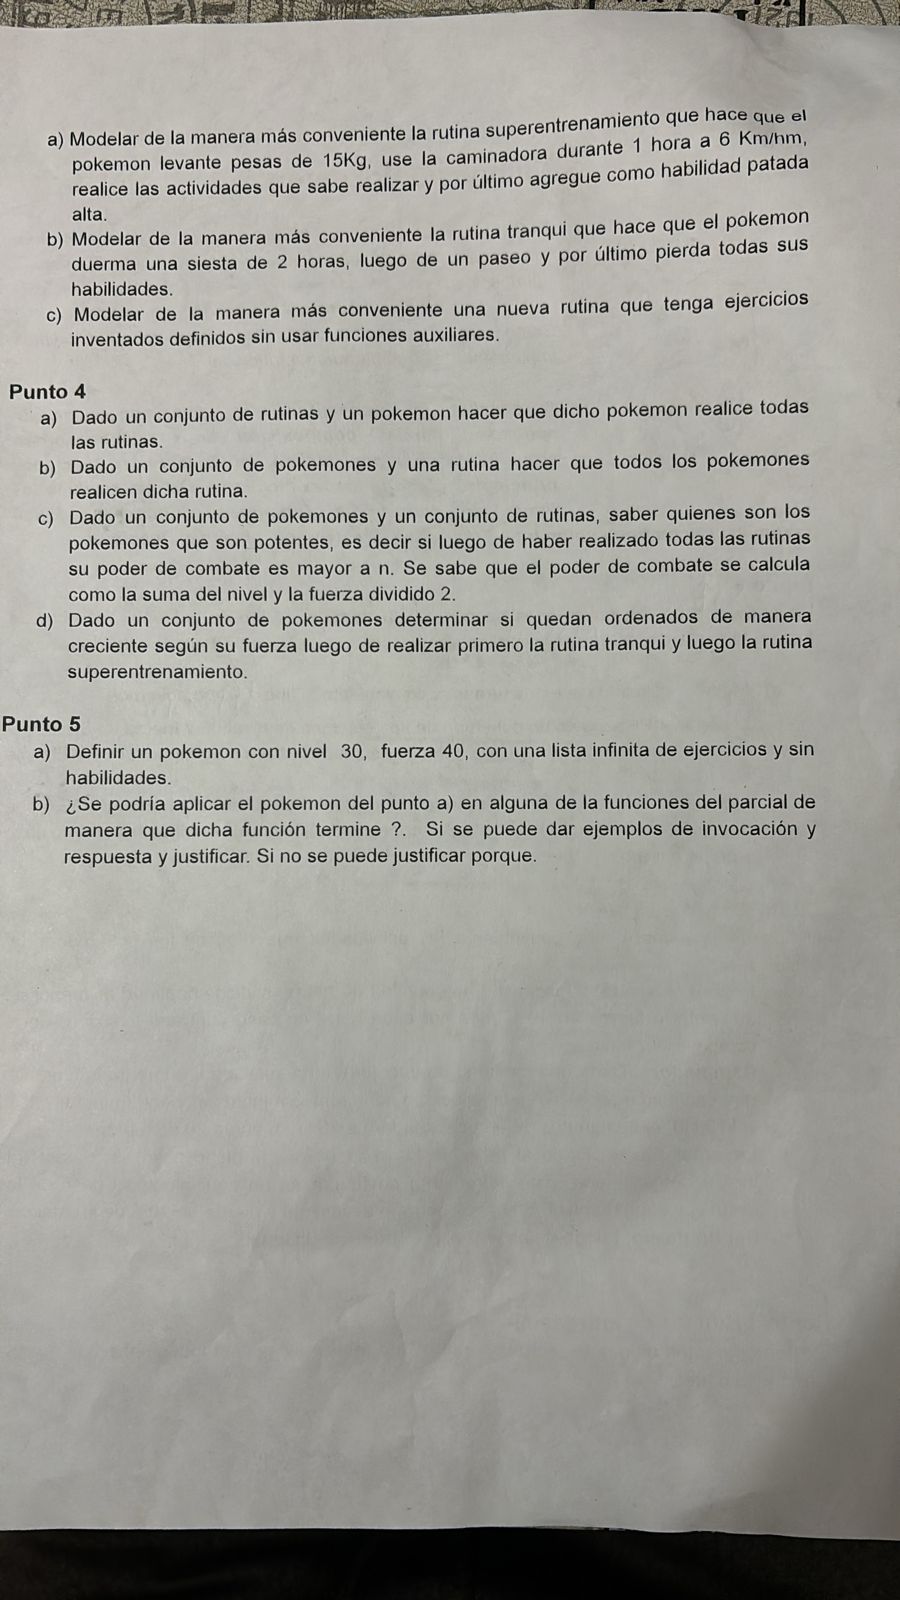 a) Modelar de la manera más conveniente la rutina superentrenamiento que hace que el
pokemon levante pesas de 15Kg, use la caminadora durante 1 hora a 6 Km/hm,
realice las actividades que sabe realizar y por último agregue como habilidad patada
alta.
b) Modelar de la manera más conveniente la rutina tranqui que hace que el pokemon
duerma una siesta de 2 horas, luego de un paseo y por último pierda todas sus
habilidades.
c) Modelar de la manera más conveniente una nueva rutina que tenga ejercicios
inventados definidos sin usar funciones auxiliares.
Punto 4
a) Dado un conjunto de rutinas y un pokemon hacer que dicho pokemon realice todas
las rutinas.
b) Dado un conjunto de pokemones y una rutina hacer que todos los pokemones
realicen dicha rutina.
c) Dado un conjunto de pokemones y un conjunto de rutinas, saber quienes son los
pokemones que son potentes, es decir si luego de haber realizado todas las rutinas
su poder de combate es mayor a n. Se sabe que el poder de combate se calcula
como la suma del nivel y la fuerza dividido 2.
d) Dado un conjunto de pokemones determinar si quedan ordenados de manera
creciente según su fuerza luego de realizar primero la rutina tranqui y luego la rutina
superentrenamiento.
Punto 5
a) Definir un pokemon con nivel 30, fuerza 40, con una lista infinita de ejercicios y sin
habilidades.
b) ¿Se podría aplicar el pokemon del punto a) en alguna de la funciones del parcial de
manera que dicha función termine ?. Si se puede dar ejemplos de invocación y
respuesta y justificar. Si no se puede justificar porque.